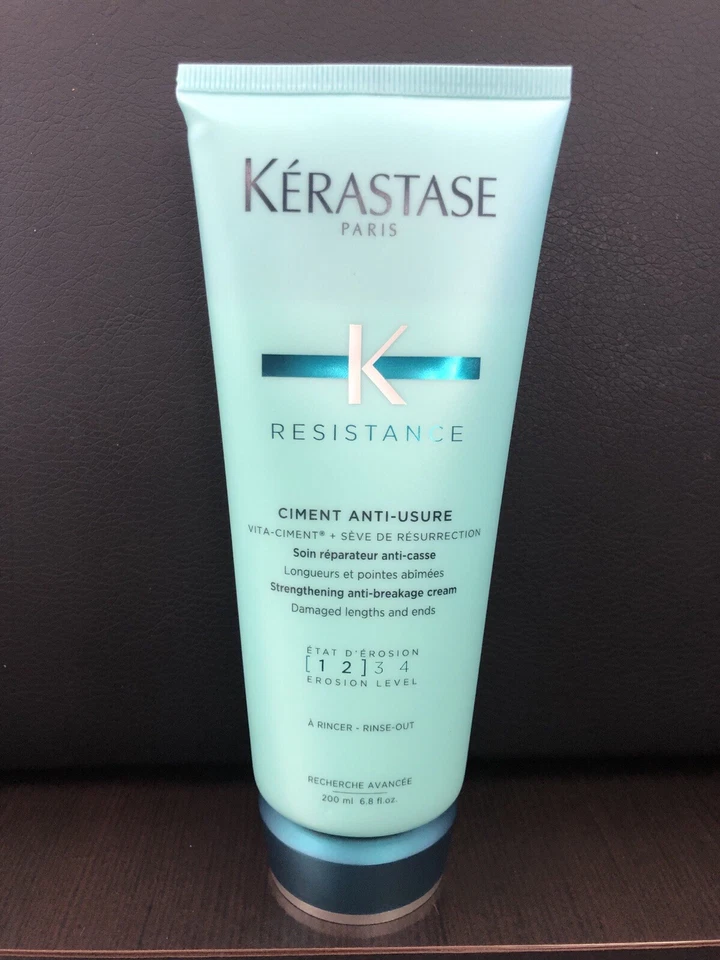 KÉRASTASE
PARIS
K
RESISTANCE
CIMENT ANTI-USURE
VITA-CIMENT® + SÈVE DE RÉSURRECTION
Soin réparateur anti-casse
Longueurs et pointes abîmées
Strengthening anti-breakage cream
Damaged lengths and ends
ÉTAT D'ÉROSION
[1 2] 3 4
EROSION LEVEL
À RINCER - RINSE-OUT
RECHERCHE AVANCÉE
200 ml 6.8 fl.oz.